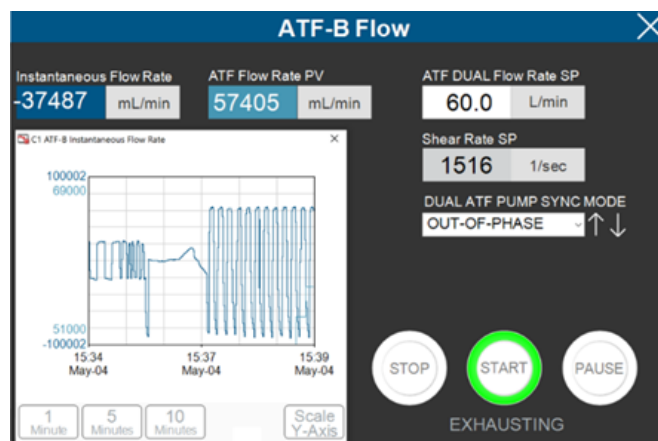 ATF-B Flow
Instantaneous Flow Rate
-37487 mL/min
ATF Flow Rate PV
57405 mL/min
ATF DUAL Flow Rate SP
60.0 L/min
Shear Rate SP
1516 1/sec
DUAL ATF PUMP SYNC MODE
OUT-OF-PHASE
C1 ATF-B Instantaneous Flow Rate
100002
69000
51000
-100002
15:34 15:37 15:39
May-04 May-04 May-04
1 Minute
5 Minutes
10 Minutes
Scale Y-Axis
STOP START PAUSE
EXHAUSTING